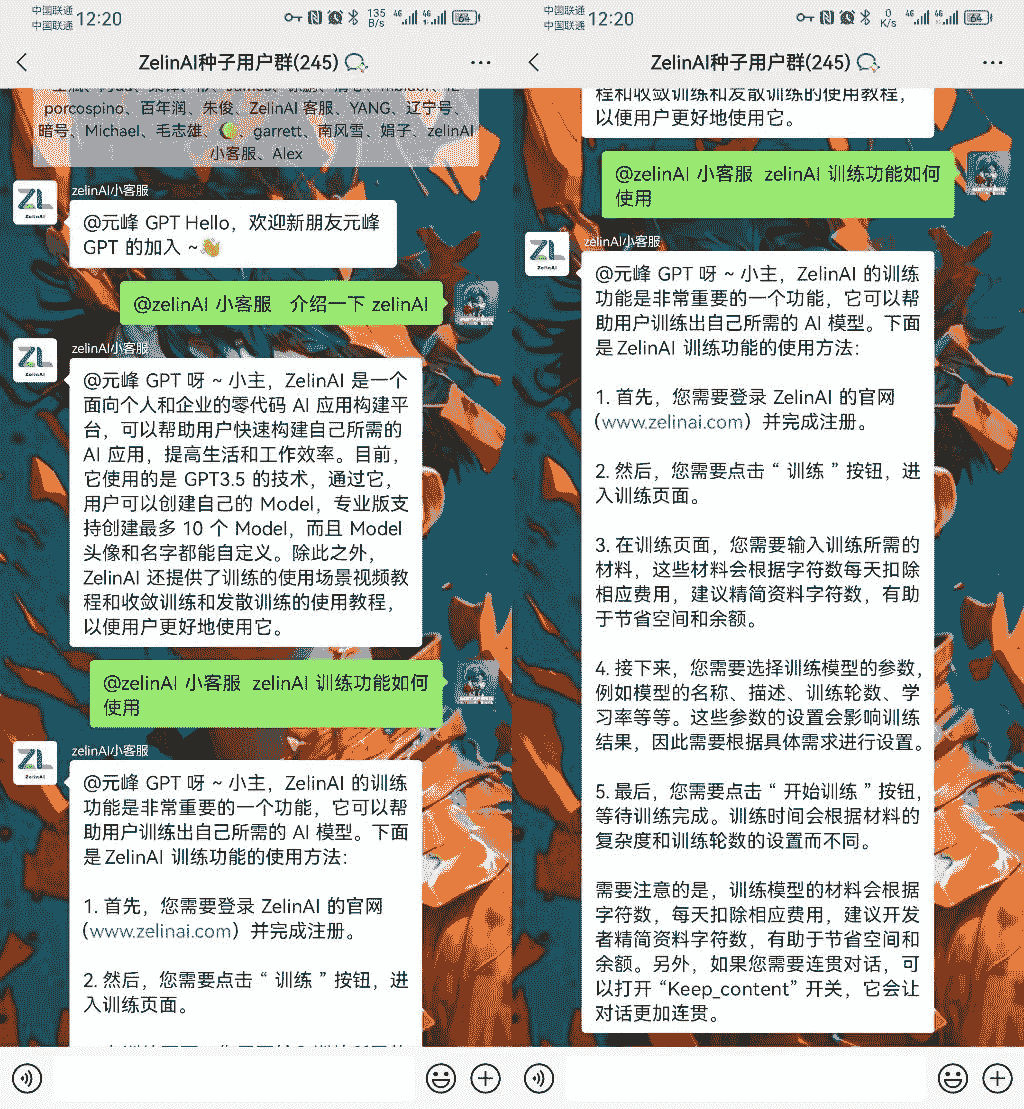 中国联通
中国联通
12:20
135
B/s
4G
4G
64
ZelinAI种子用户群(245)
porcospino、百年润、朱俊、ZelinAI 客服、YANG、辽宁号、
暗号、Michael、毛志雄、、garrett、南风雪、娟子、zelinAI
小客服、Alex
ZL
ZelinAI
zelinAI小客服
@元峰 GPT Hello，欢迎新朋友元峰
GPT 的加入 ~👋
@zelinAI 小客服 介绍一下 zelinAI
ZL
ZelinAI
zelinAI小客服
@元峰 GPT 呀 ~ 小主，ZelinAI 是一个
面向个人和企业的零代码 AI 应用构建平
台，可以帮助用户快速构建自己所需的
AI 应用，提高生活和工作效率。目前，
它使用的是 GPT3.5 的技术，通过它，
用户可以创建自己的 Model，专业版支
持创建最多 10 个 Model，而且 Model
头像和名字都能自定义。除此之外，
ZelinAI 还提供了训练的使用场景视频教
程和收敛训练和发散训练的使用教程，
以便用户更好地使用它。
@zelinAI 小客服 zelinAI 训练功能如何
使用
ZL
ZelinAI
zelinAI小客服
@元峰 GPT 呀 ~ 小主，ZelinAI 的训练
功能是非常重要的一个功能，它可以帮
助用户训练出自己所需的 AI 模型。下面
是ZelinAI 训练功能的使用方法：
1. 首先，您需要登录 ZelinAI 的官网
（www.zelinai.com）并完成注册。
2. 然后，您需要点击 “ 训练 ” 按钮，进
入训练页面。
中国联通
中国联通
12:20
0
K/s
4G
4G
64
ZelinAI种子用户群(245)
程和收敛训练和发散训练的使用教程，
以便用户更好地使用它。
@zelinAI 小客服 zelinAI 训练功能如何
使用
ZL
ZelinAI
zelinAI小客服
@元峰 GPT 呀 ~ 小主，ZelinAI 的训练
功能是非常重要的一个功能，它可以帮
助用户训练出自己所需的 AI 模型。下面
是ZelinAI 训练功能的使用方法：
1. 首先，您需要登录 ZelinAI 的官网
（www.zelinai.com）并完成注册。
2. 然后，您需要点击 “ 训练 ” 按钮，进
入训练页面。
3. 在训练页面，您需要输入训练所需的
材料，这些材料会根据字符数每天扣除
相应费用，建议精简资料字符数，有助
于节省空间和余额。
4. 接下来，您需要选择训练模型的参数，
例如模型的名称、描述、训练轮数、学
习率等等。这些参数的设置会影响训练
结果，因此需要根据具体需求进行设置。
5. 最后，您需要点击 “ 开始训练 ” 按钮，
等待训练完成。训练时间会根据材料的
复杂度和训练轮数的设置而不同。
需要注意的是，训练模型的材料会根据
字符数，每天扣除相应费用，建议开发
者精简资料字符数，有助于节省空间和
余额。另外，如果您需要连贯对话，可
以打开 “Keep_content” 开关，它会让
对话更加连贯。